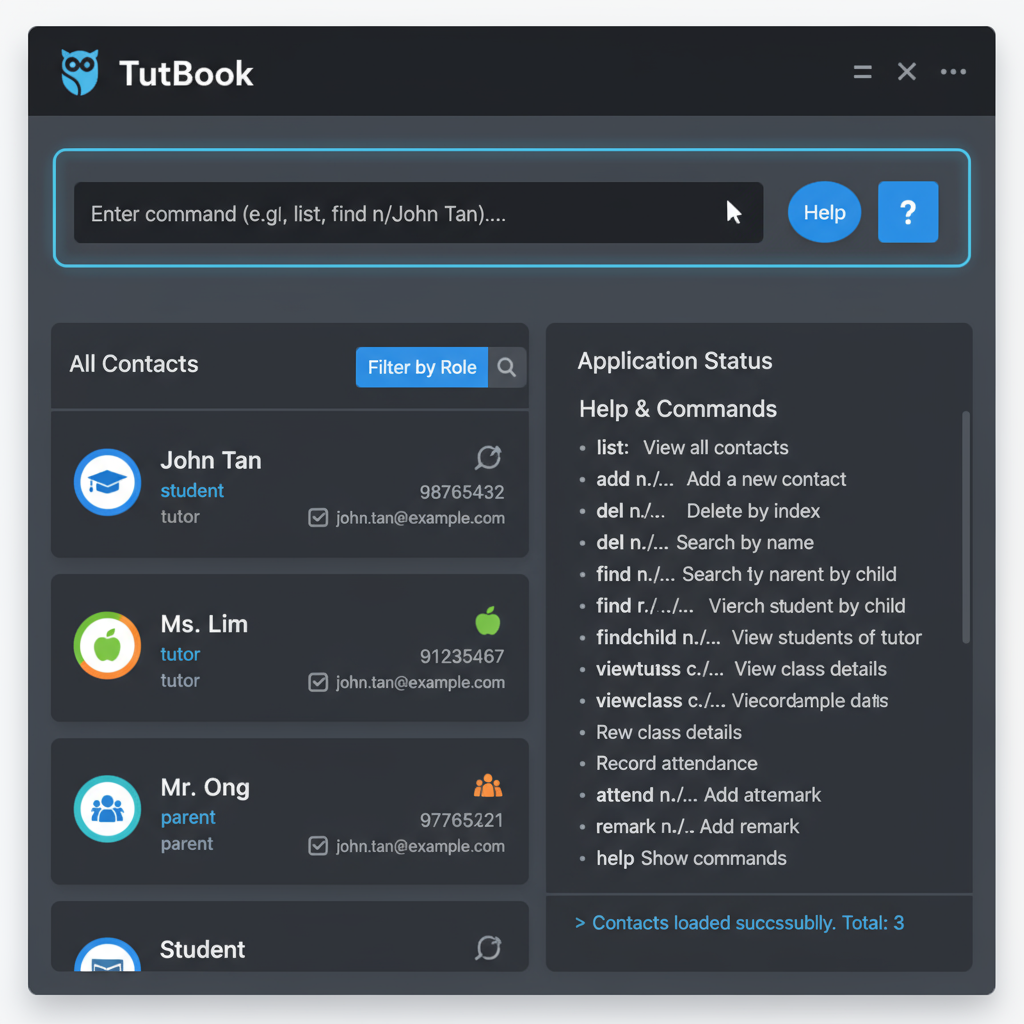 TutBook
Enter command (e.gl, list, find n/John Tan)....
Help
?
All Contacts
Filter by Role
John Tan
student
98765432
tutor
john.tan@example.com
Ms. Lim
tutor
91235467
tutor
john.tan@example.com
Mr. Ong
parent
97765221
parent
john.tan@example.com
Student
Application Status
Help & Commands
• list: View all contacts
• add n./... Add a new contact
• del n./... Delete by index
• del n./... Search by name
• find n./... Search by narent by child
• find r./ ../... Vierch student by child
• findchild n./... View students of tutor
• viewtuıss c./... View class details
• viewclass c./... Viecordample datis
• Rew class details
• Record attendance
• attend n./... Add attemark
• remark n./.. Add remark
• help Show commands
> Contacts loaded succssublly. Total: 3